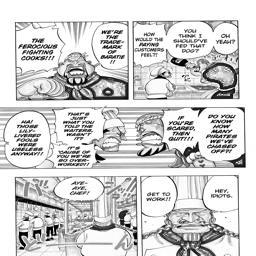 OH
YEAH?
YOU
THINK I
SHOULD'VE
FED THAT
DOG?
HOW
WOULD THE
PAYING
CUSTOMERS
FEEL?!
WE'RE
THE
TRADE-
MARK
OF
BARATIE
!!
THE
FEROCIOUS
FIGHTING
COOKS!!!
DO YOU
KNOW
HOW
MANY
PIRATES
WE'VE
CHASED
OFF?!
IF
YOU'RE
SCARED,
THEN
QUIT!!!
THAT'S
JUST
WHAT YOU
TOLD THE
WAITERS,
WASN'T
IT?
IT'S
'CAUSE OF
YOU WE'RE
SO OVER-
WORKED!!
HA!
THOSE
LILY-
LIVERED
FOOLS
WERE
USELESS
ANYWAY!!
HEY,
IDIOTS.
GET TO
WORK!!
AYE-
AYE,
CHEF!